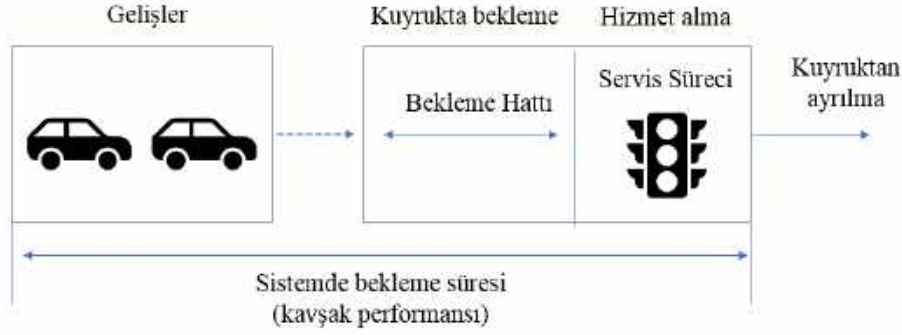 Gelişler
Kuyrukta bekleme
Hizmet alma
Bekleme Hattı
Servis Süreci
Kuyruktan
ayrılma
Sistemde bekleme süresi
(kavşak performansı)